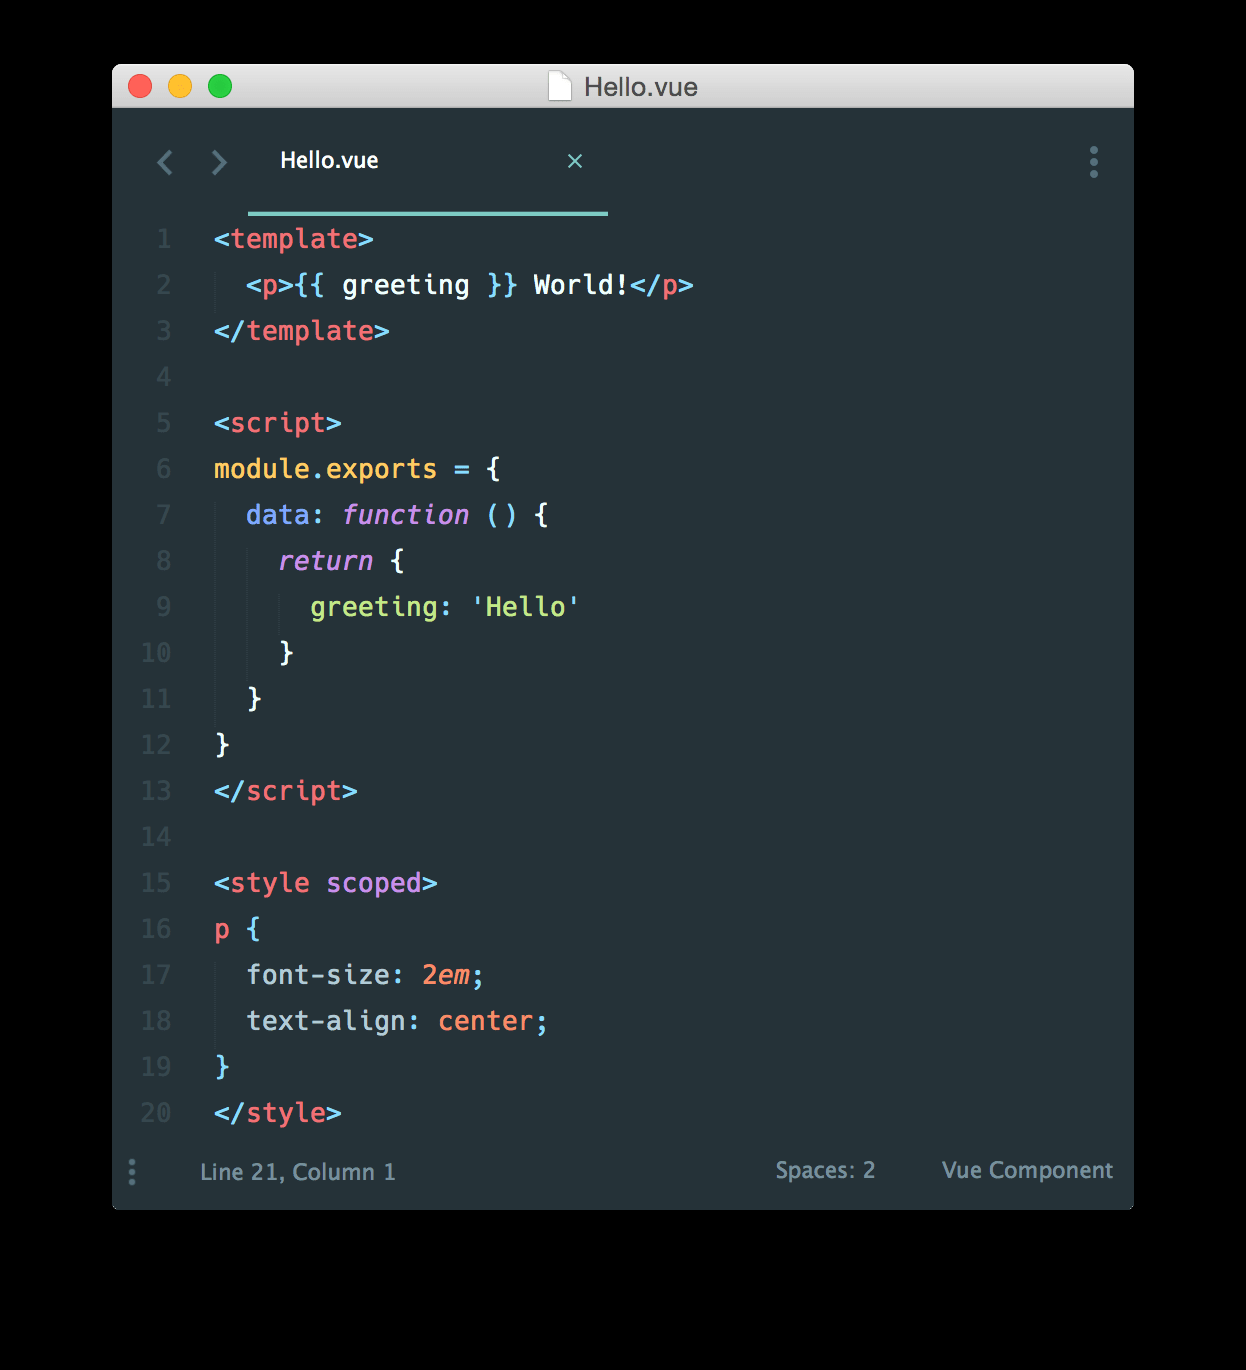 Hello.vue
Hello.vue ×
1 <template>
2   <p>{{ greeting }} World!</p>
3 </template>
4
5 <script>
6 module.exports = {
7   data: function () {
8     return {
9       greeting: 'Hello'
10     }
11   }
12 }
13 </script>
14
15 <style scoped>
16 p {
17   font-size: 2em;
18   text-align: center;
19 }
20 </style>
Line 21, Column 1 Spaces: 2 Vue Component